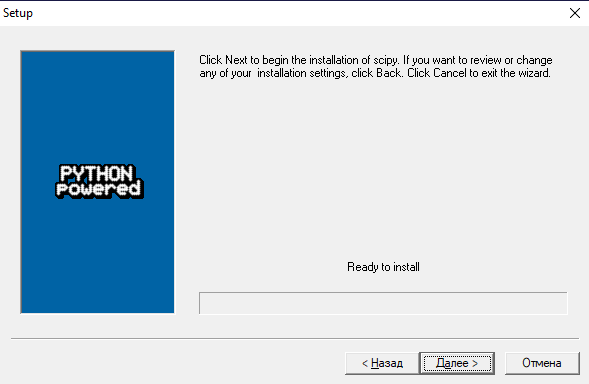 Setup
Click Next to begin the installation of scipy. If you want to review or change
any of your  installation settings, click Back. Click Cancel to exit the wizard.
PYTHON
powered
Ready to install
< Назад
Далее >
Отмена